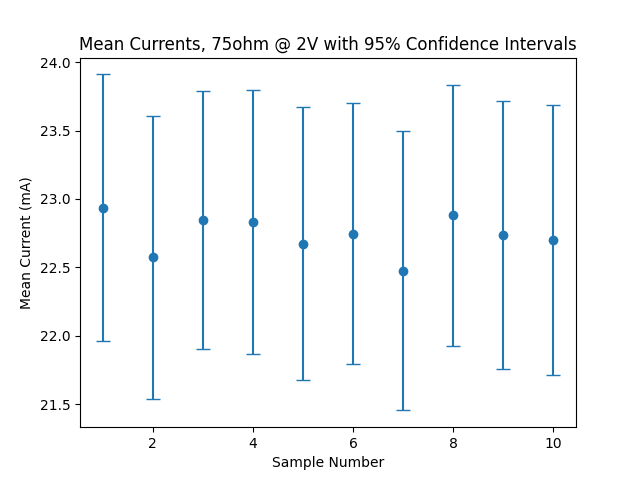 Mean Currents, 75ohm @ 2V with 95% Confidence Intervals
24.0
23.5
23.0
22.5
22.0
21.5
Mean Current (mA)
2 4 6 8 10
Sample Number